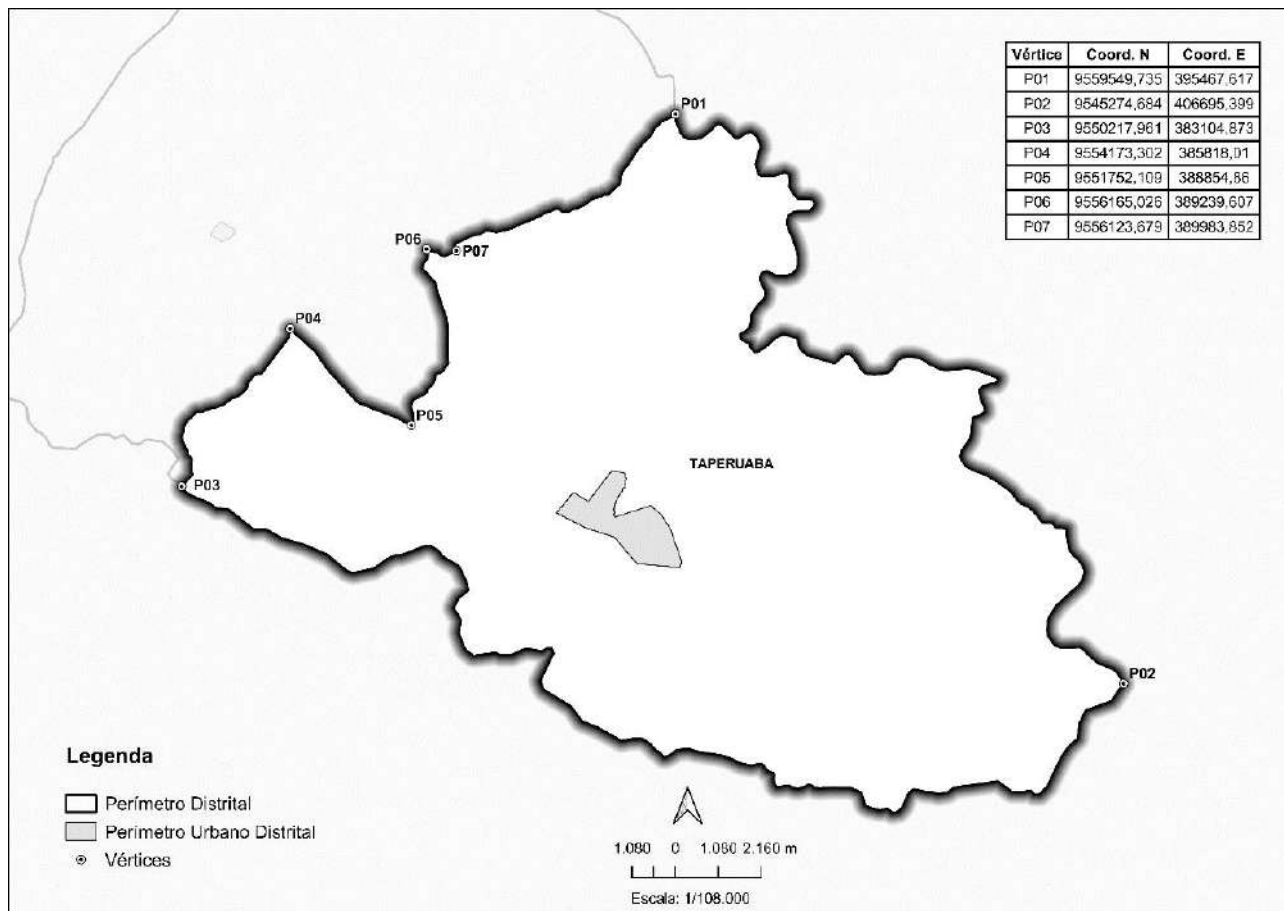 Vértice Coord. N Coord. E
P01 9559549,735 395467,617
P02 9545274,684 406695,399
P03 9550217,961 383104,873
P04 9554173,302 385818,01
P05 9551752,109 388854,86
P06 9556165,026 389239,607
P07 9556123,679 389983,852
P01
P06
P07
P04
P05
TAPERUABA
P03
P02
Legenda
Perímetro Distrital
Perímetro Urbano Distrital
Vértices
1.080 0 1.080 2.160 m
Escala: 1/108.000